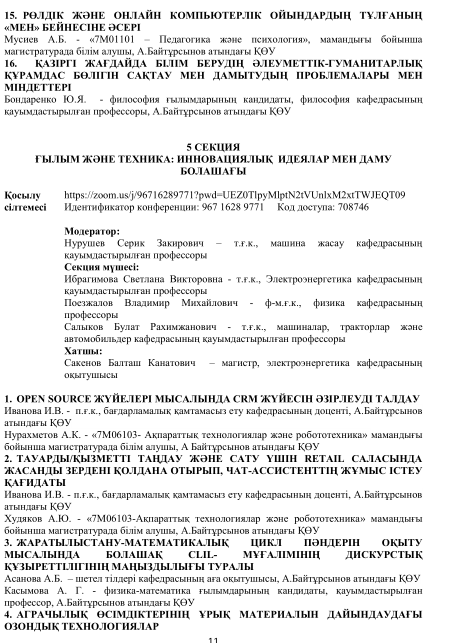 15. РӨЛДІК ЖӘНЕ ОНЛАЙН КОМПЬЮТЕРЛІК ОЙЫНДАРДЫҢ ТҰЛҒАНЫҢ
«МЕН» БЕЙНЕСІНЕ ӘСЕРІ
Мусиев А.Б. - «7М01101 – Педагогика және психология», мамандығы бойынша
магистратурада білім алушы, А.Байтұрсынов атындағы ҚӨУ
16. ҚАЗІРГІ ЖАҒДАЙДА БІЛІМ БЕРУДІҢ ӘЛЕУМЕТТІК-ГУМАНИТАРЛЫҚ
ҚҰРАМДАС БӨЛІГІН САҚТАУ МЕН ДАМЫТУДЫҢ ПРОБЛЕМАЛАРЫ МЕН
МІНДЕТТЕРІ
Бондаренко Ю.Я. - философия ғылымдарының кандидаты, философия кафедрасының
қауымдастырылған профессоры, А.Байтұрсынов атындағы ҚӨУ
5 СЕКЦИЯ
ҒЫЛЫМ ЖӘНЕ ТЕХНИКА: ИННОВАЦИЯЛЫҚ ИДЕЯЛАР МЕН ДАМУ
БОЛАШАҒЫ
Қосылу https://zoom.us/j/96716289771?pwd=UEZ0TlpyMlptN2tVUnlxM2xtTWJEQT09
сілтемесі Идентификатор конференции: 967 1628 9771 Код доступа: 708746
Модератор:
Нурушев Серик Закирович – т.ғ.к., машина жасау кафедрасының
қауымдастырылған профессоры
Секция мүшесі:
Ибрагимова Светлана Викторовна - т.ғ.к., Электроэнергетика кафедрасының
қауымдастырылған профессоры
Поезжалов Владимир Михайлович - ф-м.ғ.к., физика кафедрасының
профессоры
Салыков Булат Рахимжанович - т.ғ.к., машиналар, тракторлар және
автомобильдер кафедрасының қауымдастырылған профессоры
Хатшы:
Сакенов Балташ Канатович – магистр, электроэнергетика кафедрасының
оқытушысы
1. OPEN SOURCE ЖҮЙЕЛЕРІ МЫСАЛЫНДА CRM ЖҮЙЕСІН ӘЗІРЛЕУДІ ТАЛДАУ
Иванова И.В. - п.ғ.к., бағдарламалық қамтамасыз ету кафедрасының доценті, А.Байтұрсынов
атындағы ҚӨУ
Нурахметов А.К. - «7М06103- Ақпараттық технологиялар және робототехника» мамандығы
бойынша магистратурада білім алушы, А Байтұрсынов атындағы ҚӨУ
2. ТАУАРДЫ/ҚЫЗМЕТТІ ТАҢДАУ ЖӘНЕ САТУ ҮШІН RETAIL САЛАСЫНДА
ЖАСАНДЫ ЗЕРДЕНІ ҚОЛДАНА ОТЫРЫП, ЧАТ-АССИСТЕНТТІҢ ЖҰМЫС ІСТЕУ
ҚАҒИДАТЫ
Иванова И.В. - п.ғ.к., бағдарламалық қамтамасыз ету кафедрасының доценті, А.Байтұрсынов
атындағы ҚӨУ
Худяков А.Ю. - «7М06103-Ақпараттық технологиялар және робототехника» мамандығы
бойынша магистратурада білім алушы, А.Байтұрсынов атындағы ҚӨУ
3. ЖАРАТЫЛЫСТАНУ-МАТЕМАТИКАЛЫҚ ЦИКЛ ПӘНДЕРІН ОҚЫТУ
МЫСАЛЫНДА БОЛАШАҚ CLIL- МҰҒАЛІМІНІҢ ДИСКУРСТЫҚ
ҚҰЗЫРЕТТІЛІГІНІҢ МАҢЫЗДЫЛЫҒЫ ТУРАЛЫ
Асанова А.Б. – шетел тілдері кафедрасының аға оқытушысы, А.Байтұрсынов атындағы ҚӨУ
Касымова А. Г. - физика-математика ғылымдарының кандидаты, қауымдастырылған
профессор, А.Байтұрсынов атындағы ҚӨУ
4. АГРАЧЫЛЫҚ ӨСІМДІКТЕРІНІҢ ҰРЫҚ МАТЕРИАЛЫН ДАЙЫНДАУДАҒЫ
ОЗОНДЫҚ ТЕХНОЛОГИЯЛАР
11